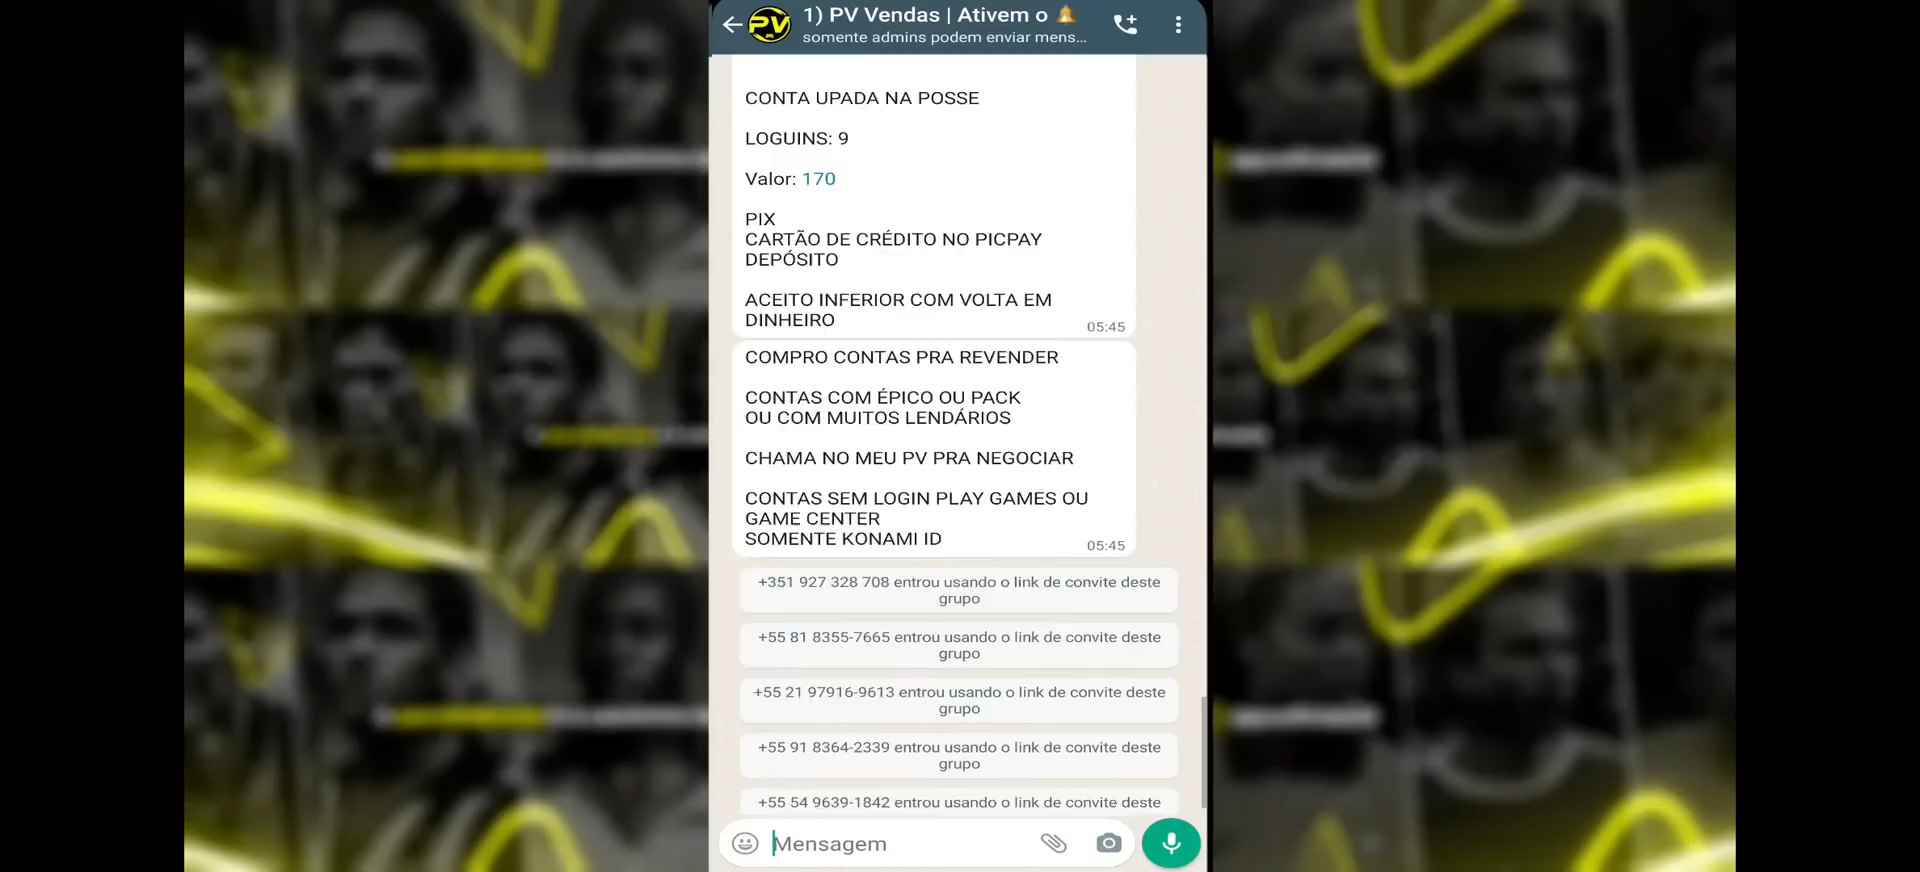 1) PV Vendas | Ativem o 🔔
somente admins podem enviar mens...
PV
CONTA UPADA NA POSSE
LOGUINS: 9
Valor: 170
PIX
CARTÃO DE CRÉDITO NO PICPAY
DEPÓSITO
ACEITO INFERIOR COM VOLTA EM
DINHEIRO
05:45
COMPRO CONTAS PRA REVENDER
CONTAS COM ÉPICO OU PACK
OU COM MUITOS LENDÁRIOS
CHAMA NO MEU PV PRA NEGOCIAR
CONTAS SEM LOGIN PLAY GAMES OU
GAME CENTER
SOMENTE KONAMI ID
05:45
+351 927 328 708 entrou usando o link de convite deste
grupo
+55 81 8355-7665 entrou usando o link de convite deste
grupo
+55 21 97916-9613 entrou usando o link de convite deste
grupo
+55 91 8364-2339 entrou usando o link de convite deste
grupo
+55 54 9639-1842 entrou usando o link de convite deste
Mensagem